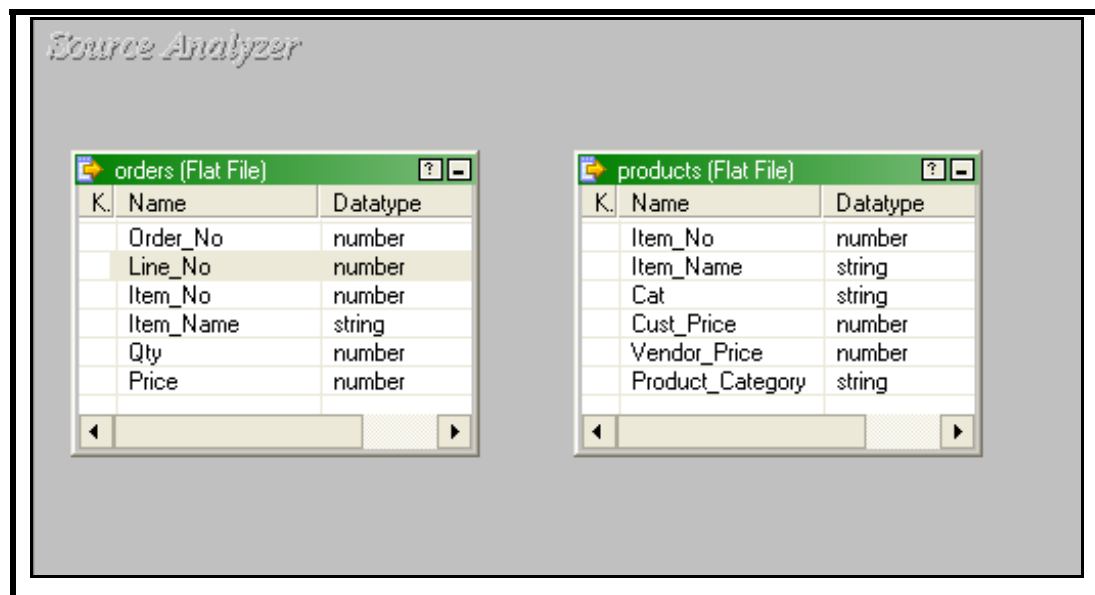 Source Analyzer
orders (Flat File)
K. Name Datatype
Order_No number
Line_No number
Item_No number
Item_Name string
Qty number
Price number
products (Flat File)
K. Name Datatype
Item_No number
Item_Name string
Cat string
Cust_Price number
Vendor_Price number
Product_Category string